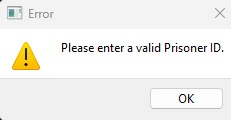 Error
Please enter a valid Prisoner ID.
OK